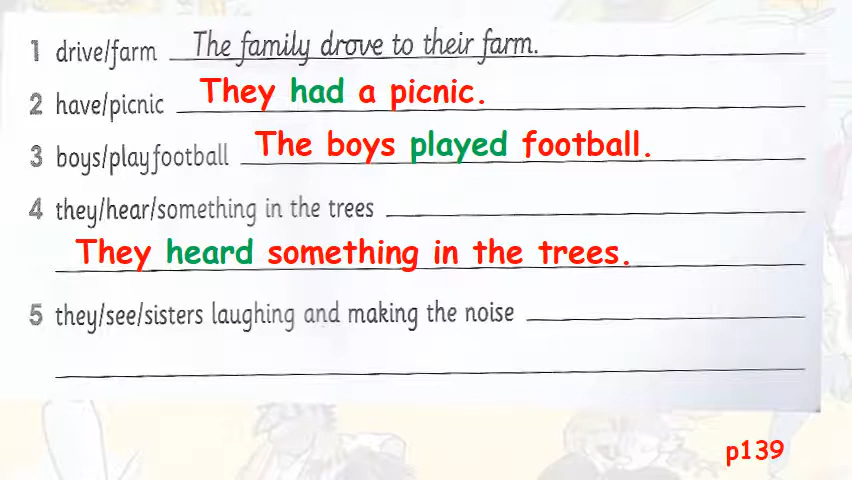 1 drive/farm The family drove to their farm.
2 have/picnic They had a picnic.
3 boys/play football The boys played football.
4 they/hear/something in the trees
They heard something in the trees.
5 they/see/sisters laughing and making the noise
p139